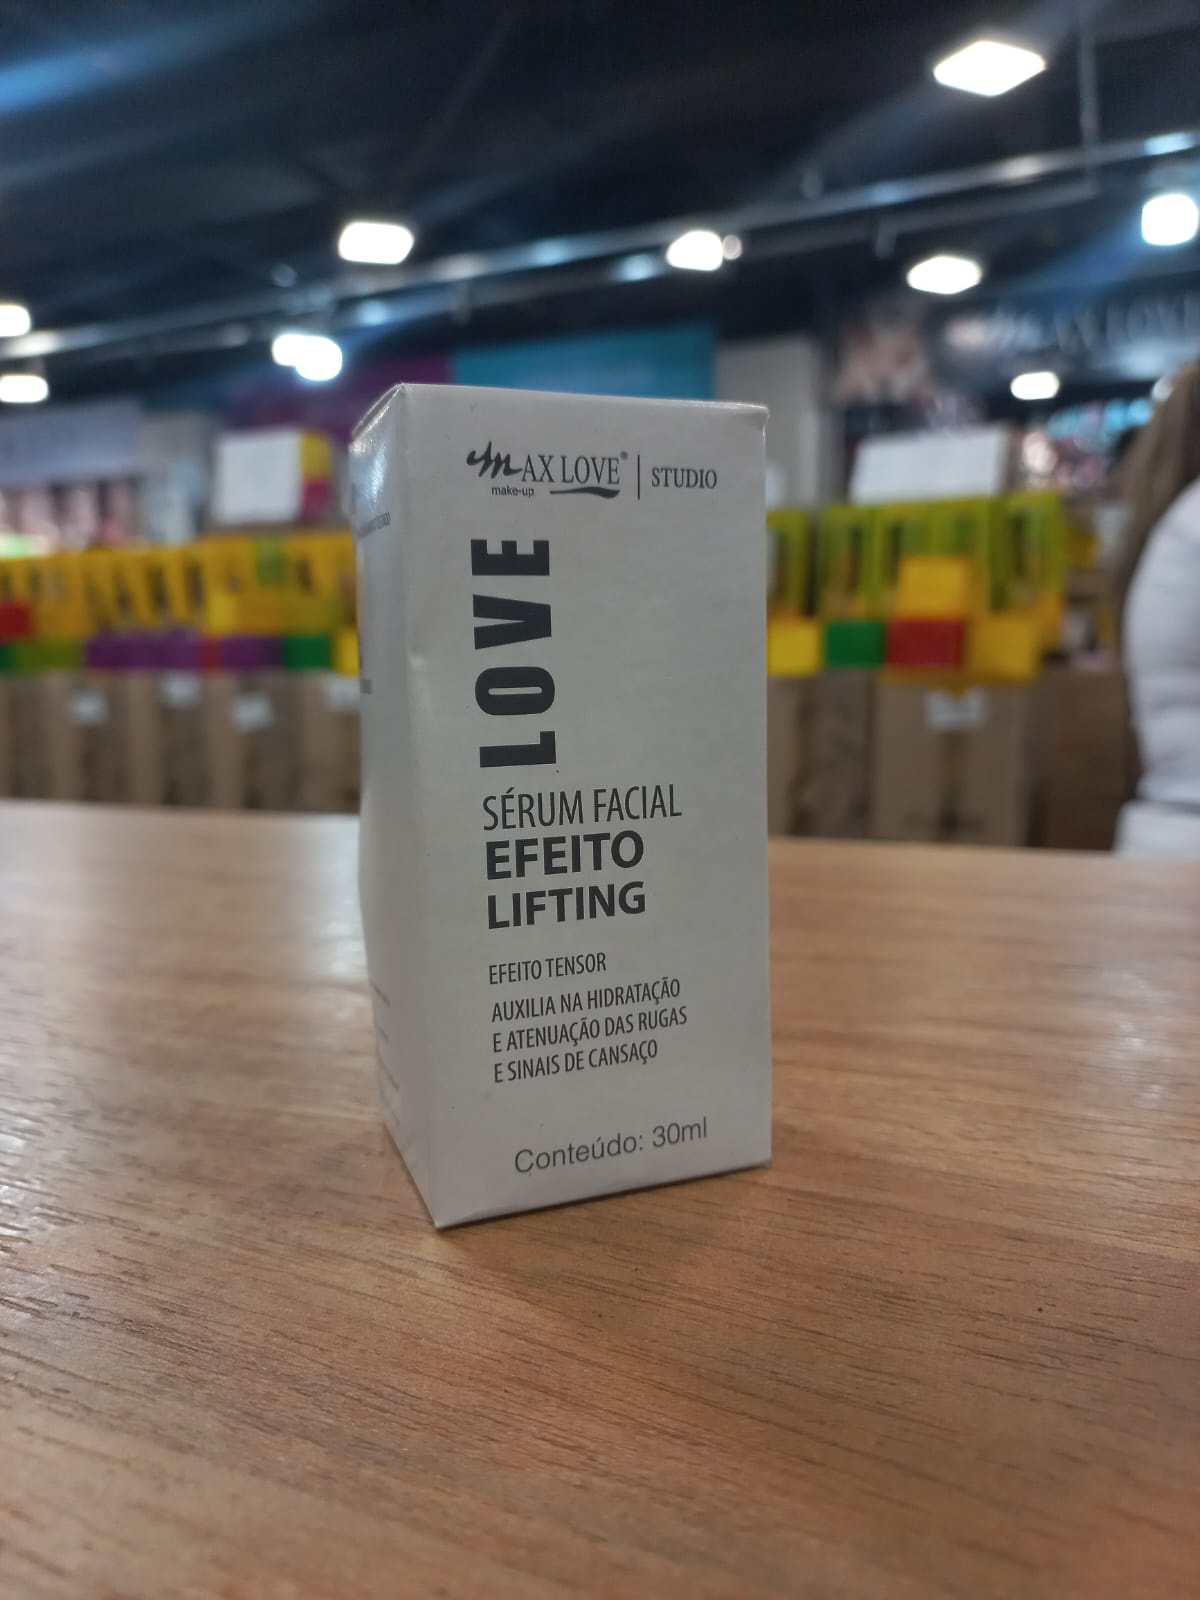 MAX LOVE® | STUDIO
make-up
LOVE
SÉRUM FACIAL
EFEITO
LIFTING
EFEITO TENSOR
AUXILIA NA HIDRATAÇÃO
E ATENUAÇÃO DAS RUGAS
E SINAIS DE CANSAÇO
Conteúdo: 30ml